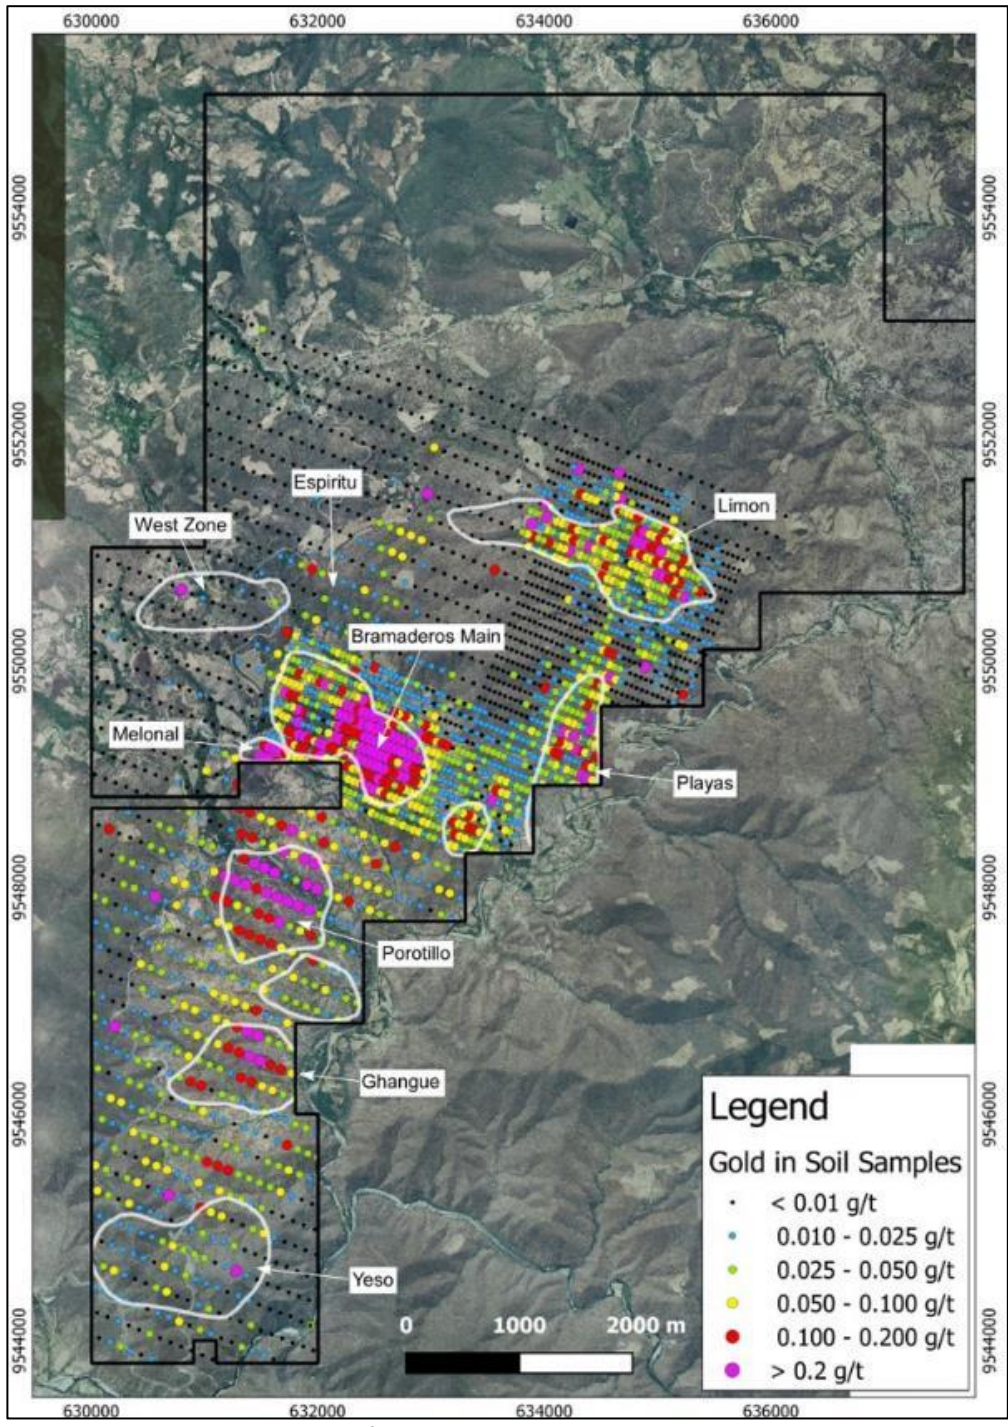 630000
632000
634000
636000
9554000
9554000
9552000
9552000
Espiritu
West Zone
Limon
Bramaderos Main
9550000
9550000
Melonal
Playas
9548000
9548000
Porotillo
Ghangue
9546000
9546000
Yeso
Legend
Gold in Soil Samples
< 0.01 g/t
0.010 - 0.025 g/t
0.025 - 0.050 g/t
0.050 - 0.100 g/t
0.100 - 0.200 g/t
> 0.2 g/t
0
1000
2000 m
9544000
9544000
630000
632000
634000
636000